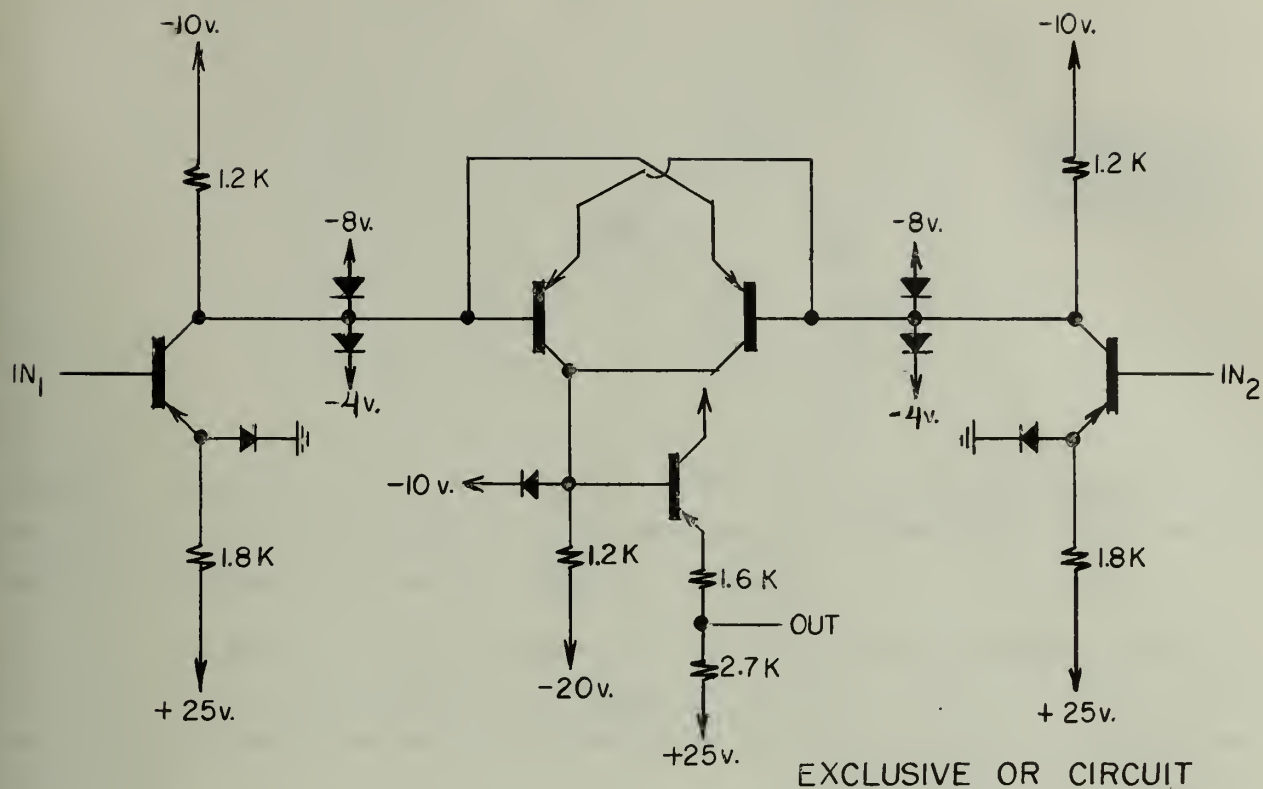 -10v.
-10v.
1.2 K
1.2 K
-8v.
-8v.
IN1
IN2
-4v.
-4v.
-10 v.
1.8 K
1.2 K
1.6 K
1.8 K
OUT
2.7 K
-20v.
+ 25v.
+ 25v.
+25v.
EXCLUSIVE OR CIRCUIT